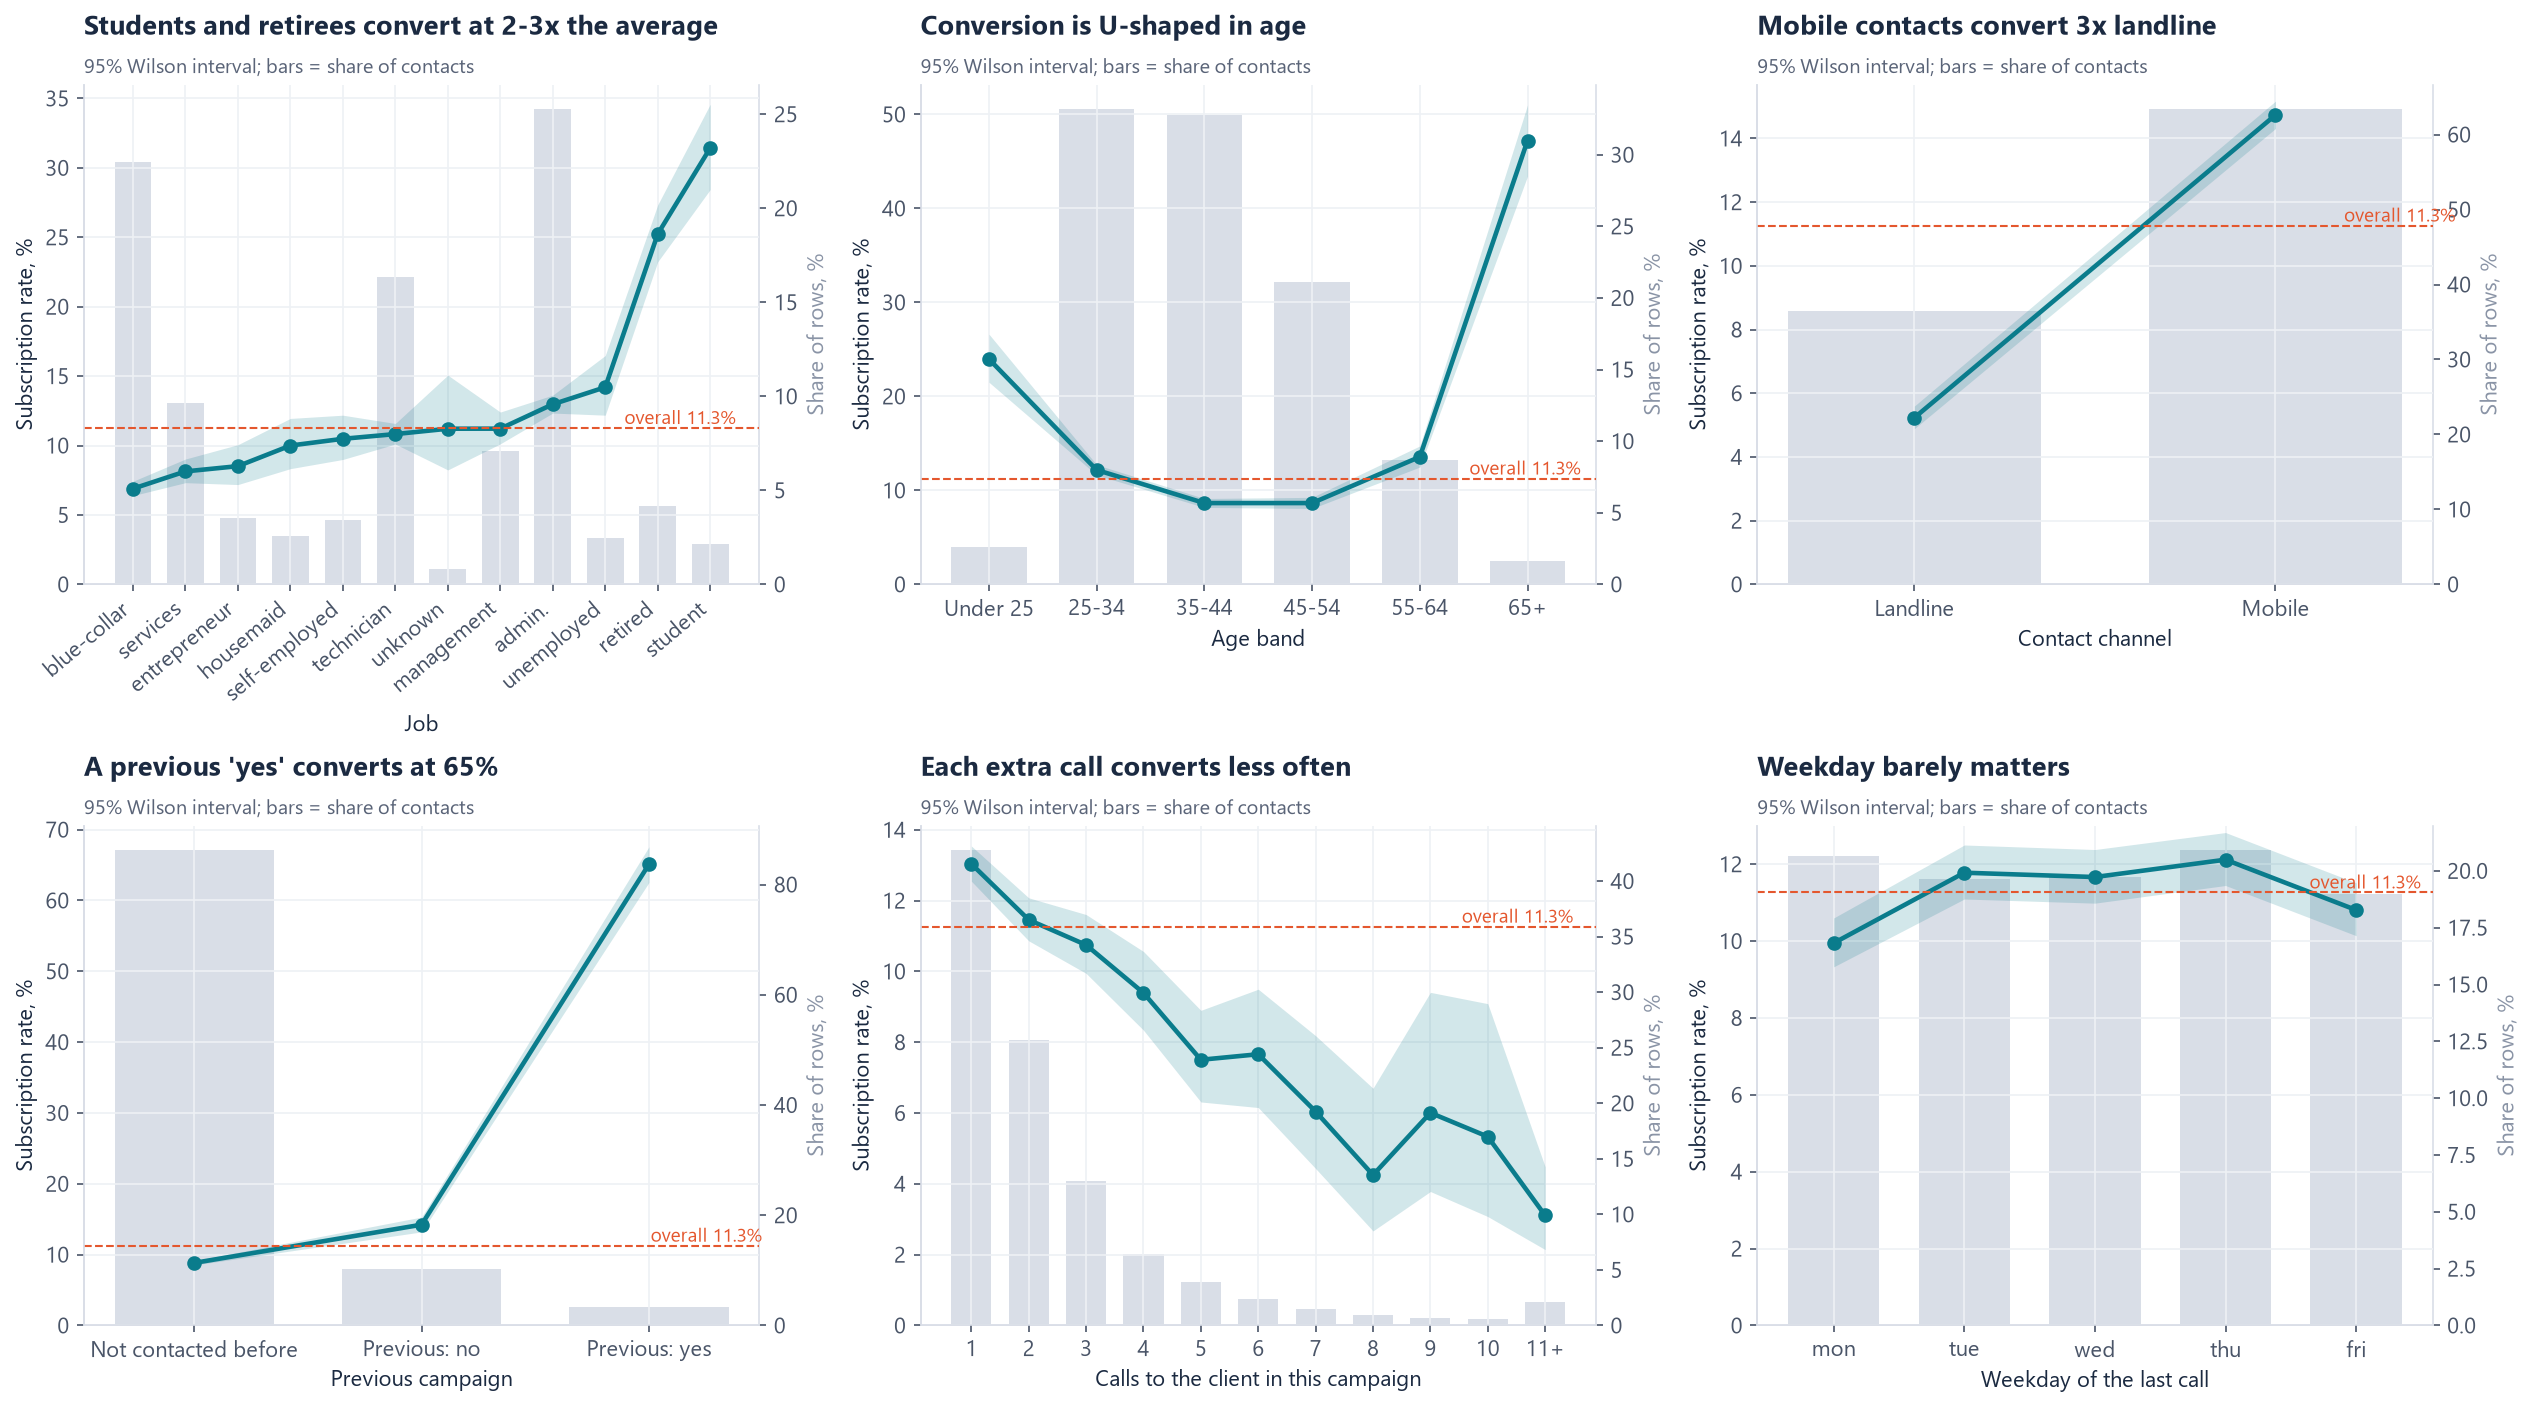 Students and retirees convert at 2-3x the average
95% Wilson interval; bars = share of contacts
35
30
25
20
15
10
5
0
Subscription rate, %
25
20
15
10
5
0
Share of rows, %
overall 11.3%
blue-collar
services
entrepreneur
housemaid
self-employed
technician
unknown
management
admin.
unemployed
retired
student
Job
Conversion is U-shaped in age
95% Wilson interval; bars = share of contacts
50
40
30
20
10
0
Subscription rate, %
30
25
20
15
10
5
0
Share of rows, %
overall 11.3%
Under 25
25-34
35-44
45-54
55-64
65+
Age band
Mobile contacts convert 3x landline
95% Wilson interval; bars = share of contacts
14
12
10
8
6
4
2
0
Subscription rate, %
60
50
40
30
20
10
0
Share of rows, %
overall 11.3%
Landline
Mobile
Contact channel
A previous 'yes' converts at 65%
95% Wilson interval; bars = share of contacts
70
60
50
40
30
20
10
0
Subscription rate, %
80
60
40
20
0
Share of rows, %
overall 11.3%
Not contacted before
Previous: no
Previous: yes
Previous campaign
Each extra call converts less often
95% Wilson interval; bars = share of contacts
14
12
10
8
6
4
2
0
Subscription rate, %
40
35
30
25
20
15
10
5
0
Share of rows, %
overall 11.3%
1
2
3
4
5
6
7
8
9
10
11+
Calls to the client in this campaign
Weekday barely matters
95% Wilson interval; bars = share of contacts
12
10
8
6
4
2
0
Subscription rate, %
20.0
17.5
15.0
12.5
10.0
7.5
5.0
2.5
0.0
Share of rows, %
overall 11.3%
mon
tue
wed
thu
fri
Weekday of the last call